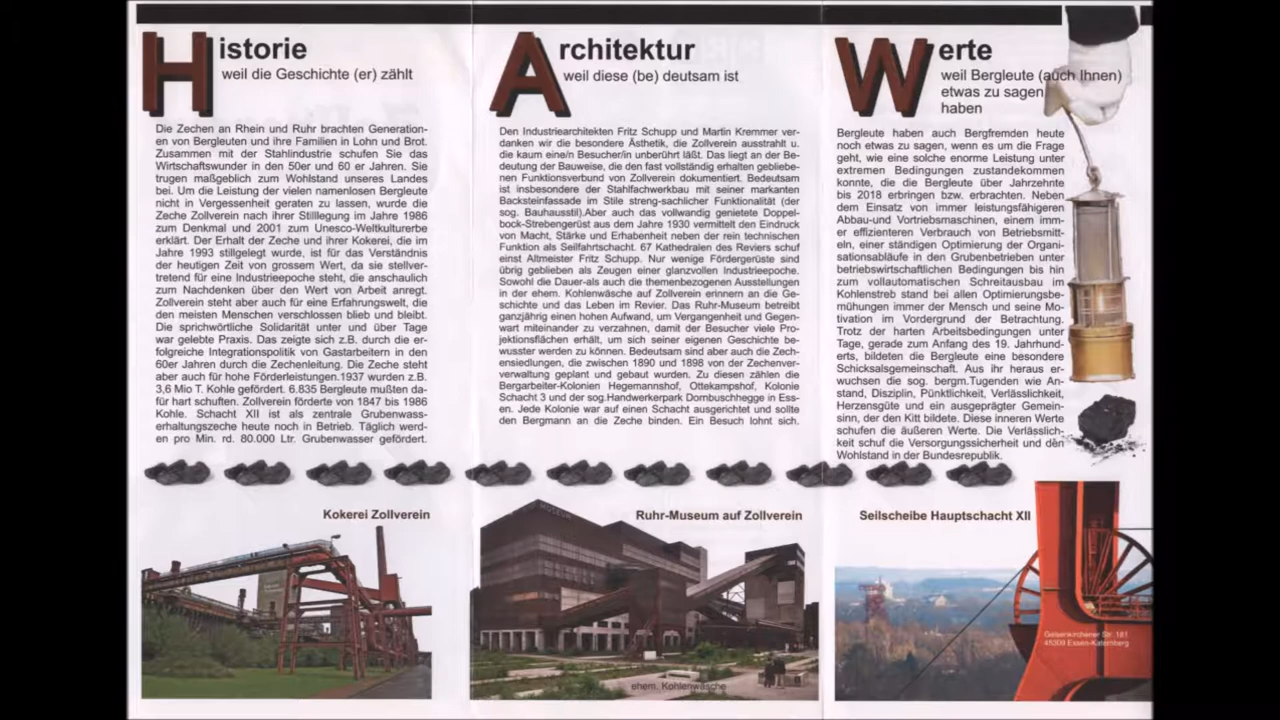 Historie
weil die Geschichte (er) zählt
Die Zechen an Rhein und Ruhr brachten Generation-
en von Bergleuten und ihre Familien in Lohn und Brot.
Zusammen mit der Stahlindustrie schufen Sie das
Wirtschaftswunder in den 50er und 60 er Jahren. Sie
trugen maßgeblich zum Wohlstand unseres Landes
bei. Um die Leistung der vielen namenlosen Bergleute
nicht in Vergessenheit geraten zu lassen, wurde die
Zeche Zollverein nach ihrer Stilllegung im Jahre 1986
zum Denkmal und 2001 zum Unesco-Weltkulturerbe
erklärt. Der Erhalt der Zeche und ihrer Kokerei, die im
Jahre 1993 stillgelegt wurde, ist für das Verständnis
der heutigen Zeit von grossem Wert, da sie stellver-
tretend für eine Industrieepoche steht, die anschaulich
zum Nachdenken über den Wert von Arbeit anregt.
Zollverein steht aber auch für eine Erfahrungswelt, die
den meisten Menschen verschlossen blieb und bleibt.
Die sprichwörtliche Solidarität unter und über Tage
war gelebte Praxis. Das zeigte sich z.B. durch die er-
folgreiche Integrationspolitik von Gastarbeitern in den
60er Jahren durch die Zechenleitung. Die Zeche steht
aber auch für hohe Förderleistungen.1937 wurden z.B.
3,6 Mio T. Kohle gefördert. 6.835 Bergleute mußten da-
für hart schuften. Zollverein förderte von 1847 bis 1986
Kohle. Schacht XII ist als zentrale Grubenwass-
erhaltungszeche heute noch in Betrieb. Täglich werd-
en pro Min. rd. 80.000 Ltr. Grubenwasser gefördert.
Architektur
weil diese (be) deutsam ist
Den Industriearchitekten Fritz Schupp und Martin Kremmer ver-
danken wir die besondere Ästhetik, die Zollverein ausstrahlt u.
die kaum eine/n Besucher/in unberührt läßt. Das liegt an der Be-
deutung der Bauweise, die den fast vollständig erhalten gebliebe-
nen Funktionsverbund von Zollverein dokumentiert. Bedeutsam
ist insbesondere der Stahlfachwerkbau mit seiner markanten
Backsteinfassade im Stile streng-sachlicher Funktionalität (der
sog. Bauhausstil).Aber auch das vollwandig genietete Doppel-
bock-Strebengerüst aus dem Jahre 1930 vermittelt den Eindruck
von Macht, Stärke und Erhabenheit neben der rein technischen
Funktion als Seilfahrtschacht. 67 Kathedralen des Reviers schuf
einst Altmeister Fritz Schupp. Nur wenige Fördergerüste sind
übrig geblieben als Zeugen einer glanzvollen Industrieepoche.
Sowohl die Dauer-als auch die themenbezogenen Ausstellungen
in der ehem. Kohlenwäsche auf Zollverein erinnern an die Ge-
schichte und das Leben im Revier. Das Ruhr-Museum betreibt
ganzjährig einen hohen Aufwand, um Vergangenheit und Gegen-
wart miteinander zu verzahnen, damit der Besucher viele Pro-
jektionsflächen erhält, um sich seiner eigenen Geschichte be-
wusster werden zu können. Bedeutsam sind aber auch die Zech-
ensiedlungen, die zwischen 1890 und 1898 von der Zechenver-
verwaltung geplant und gebaut wurden. Zu diesen zählen die
Bergarbeiter-Kolonien Hegemannshof, Ottekampshof, Kolonie
Schacht 3 und der sog.Handwerkerpark Dornbuschhegge in Ess-
en. Jede Kolonie war auf einen Schacht ausgerichtet und sollte
den Bergmann an die Zeche binden. Ein Besuch lohnt sich.
Werte
weil Bergleute (auch Ihnen)
etwas zu sagen
haben
Bergleute haben auch Bergfremden heute
noch etwas zu sagen, wenn es um die Frage
geht, wie eine solche enorme Leistung unter
extremen Bedingungen zustandekommen
konnte, die die Bergleute über Jahrzehnte
bis 2018 erbringen bzw. erbrachten. Neben
dem Einsatz von immer leistungsfähigeren
Abbau-und Vortriebsmaschinen, einem imm-
er effizienteren Verbrauch von Betriebsmitt-
eln, einer ständigen Optimierung der Organi-
sationsabläufe in den Grubenbetrieben unter
betriebswirtschaftlichen Bedingungen bis hin
zum vollautomatischen Schreitausbau im
Kohlenstreb stand bei allen Optimierungsbe-
mühungen immer der Mensch und seine Mo-
tivation im Vordergrund der Betrachtung.
Trotz der harten Arbeitsbedingungen unter
Tage, gerade zum Anfang des 19. Jahrhund-
erts, bildeten die Bergleute eine besondere
Schicksalsgemeinschaft. Aus ihr heraus er-
wuchsen die sog. bergm.Tugenden wie An-
stand, Disziplin, Pünktlichkeit, Verlässlichkeit,
Herzensgüte und ein ausgeprägter Gemein-
sinn, der den Kitt bildete. Diese inneren Werte
schufen die äußeren Werte. Die Verlässlich-
keit schuf die Versorgungssicherheit und den
Wohlstand in der Bundesrepublik.
Kokerei Zollverein
Ruhr-Museum auf Zollverein
ehem. Kohlenwäsche
Seilscheibe Hauptschacht XII
Gelsenkirchener Str. 181
45309 Essen-Katernberg